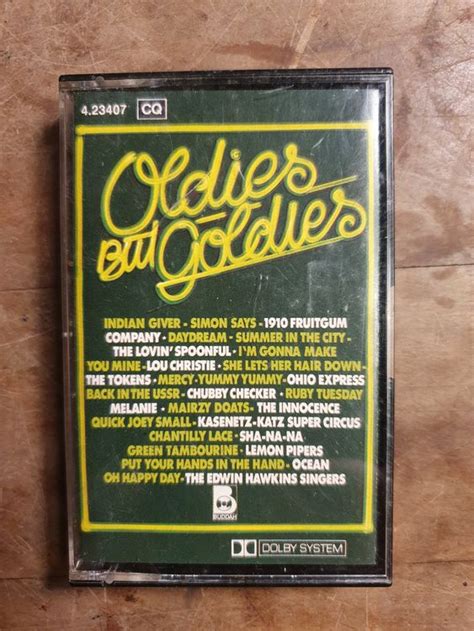 4.23407 CQ
Oldies
But Goldies
INDIAN GIVER - SIMON SAYS - 1910 FRUITGUM
COMPANY - DAYDREAM - SUMMER IN THE CITY -
THE LOVIN' SPOONFUL - I'M GONNA MAKE
YOU MINE - LOU CHRISTIE - SHE LETS HER HAIR DOWN -
THE TOKENS - MERCY - YUMMY YUMMY - OHIO EXPRESS
BACK IN THE USSR - CHUBBY CHECKER - RUBY TUESDAY
MELANIE - MAIRZY DOATS - THE INNOCENCE
QUICK JOEY SMALL - KASENETZ - KATZ SUPER CIRCUS
CHANTILLY LACE - SHA-NA-NA
GREEN TAMBOURINE - LEMON PIPERS
PUT YOUR HANDS IN THE HAND - OCEAN
OH HAPPY DAY - THE EDWIN HAWKINS SINGERS
BUDDAH
DOLBY SYSTEM